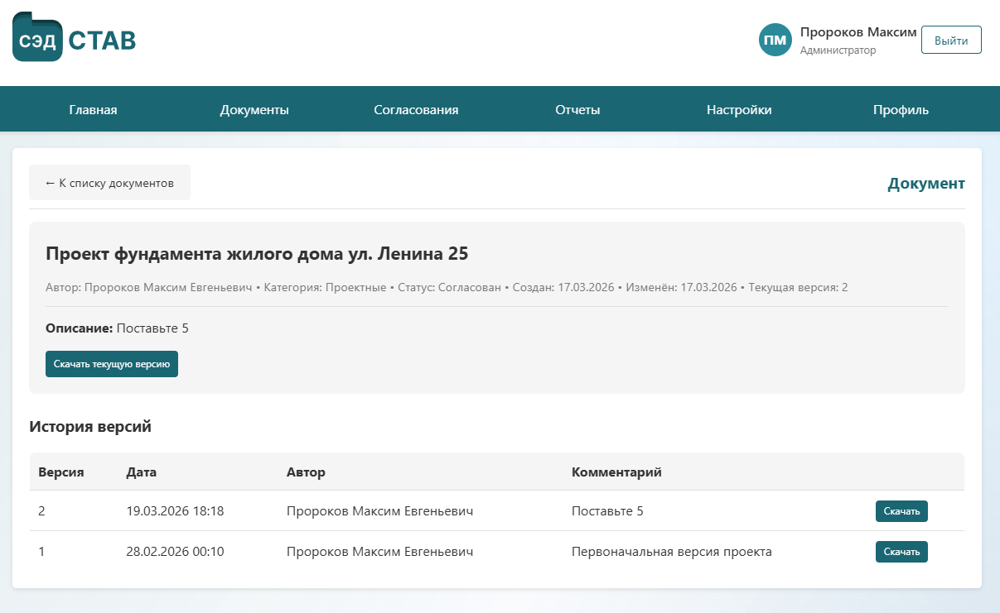 сэд СТАВ
ПМ Пророков Максим
Администратор
Выйти
Главная Документы Согласования Отчеты Настройки Профиль
← К списку документов
Документ
Проект фундамента жилого дома ул. Ленина 25
Автор: Пророков Максим Евгеньевич • Категория: Проектные • Статус: Согласован • Создан: 17.03.2026 • Изменён: 17.03.2026 • Текущая версия: 2
Описание: Поставьте 5
Скачать текущую версию
История версий
Версия Дата Автор Комментарий
2 19.03.2026 18:18 Пророков Максим Евгеньевич Поставьте 5 Скачать
1 28.02.2026 00:10 Пророков Максим Евгеньевич Первоначальная версия проекта Скачать